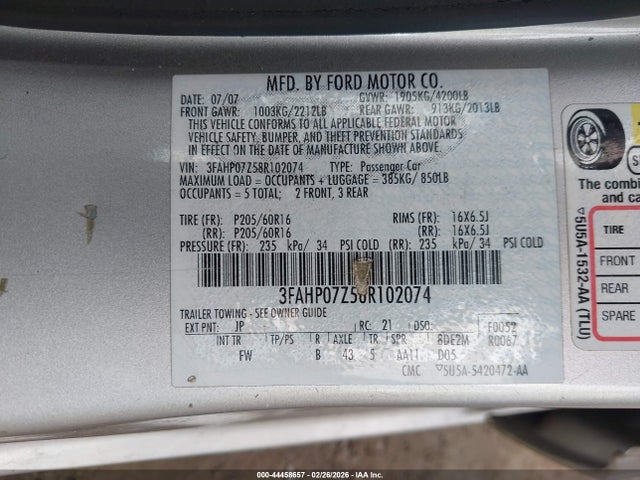 MFD. BY FORD MOTOR CO.
DATE: 07/07 GVWR: 1905KG/4200LB
FRONT GAWR: 1003KG/2212LB REAR GAWR: 913KG/2013LB
THIS VEHICLE CONFORMS TO ALL APPLICABLE FEDERAL MOTOR
VEHICLE SAFETY, BUMPER, AND THEFT PREVENTION STANDARDS
IN EFFECT ON THE DATE OF MANUFACTURE SHOWN ABOVE.
VIN: 3FAHP07Z58R102074 TYPE: Passenger Car
MAXIMUM LOAD = OCCUPANTS + LUGGAGE = 385KG/ 850LB
OCCUPANTS = 5 TOTAL: 2 FRONT, 3 REAR
TIRE (FR): P205/60R16 RIMS (FR): 16X6.5J
(RR): P205/60R16 (RR): 16X6.5J
PRESSURE (FR): 235 kPa/ 34 PSI COLD (RR): 235 kPa/ 34 PSI COLD
3FAHP07Z58R102074
TRAILER TOWING - SEE OWNER GUIDE
EXT PNT: JP RC: 21 DSO: F0052
INT TR TP/PS R AXLE TR SPR 8DE2M R0067
FW B 43 5 AA11 D05
CMC 5U5A-5420472-AA
The combin
and ca
5U5A-1532-AA (TLU)
TIRE
FRONT
REAR
SPARE
000-44458657 - 02/26/2026 - IAA Inc.